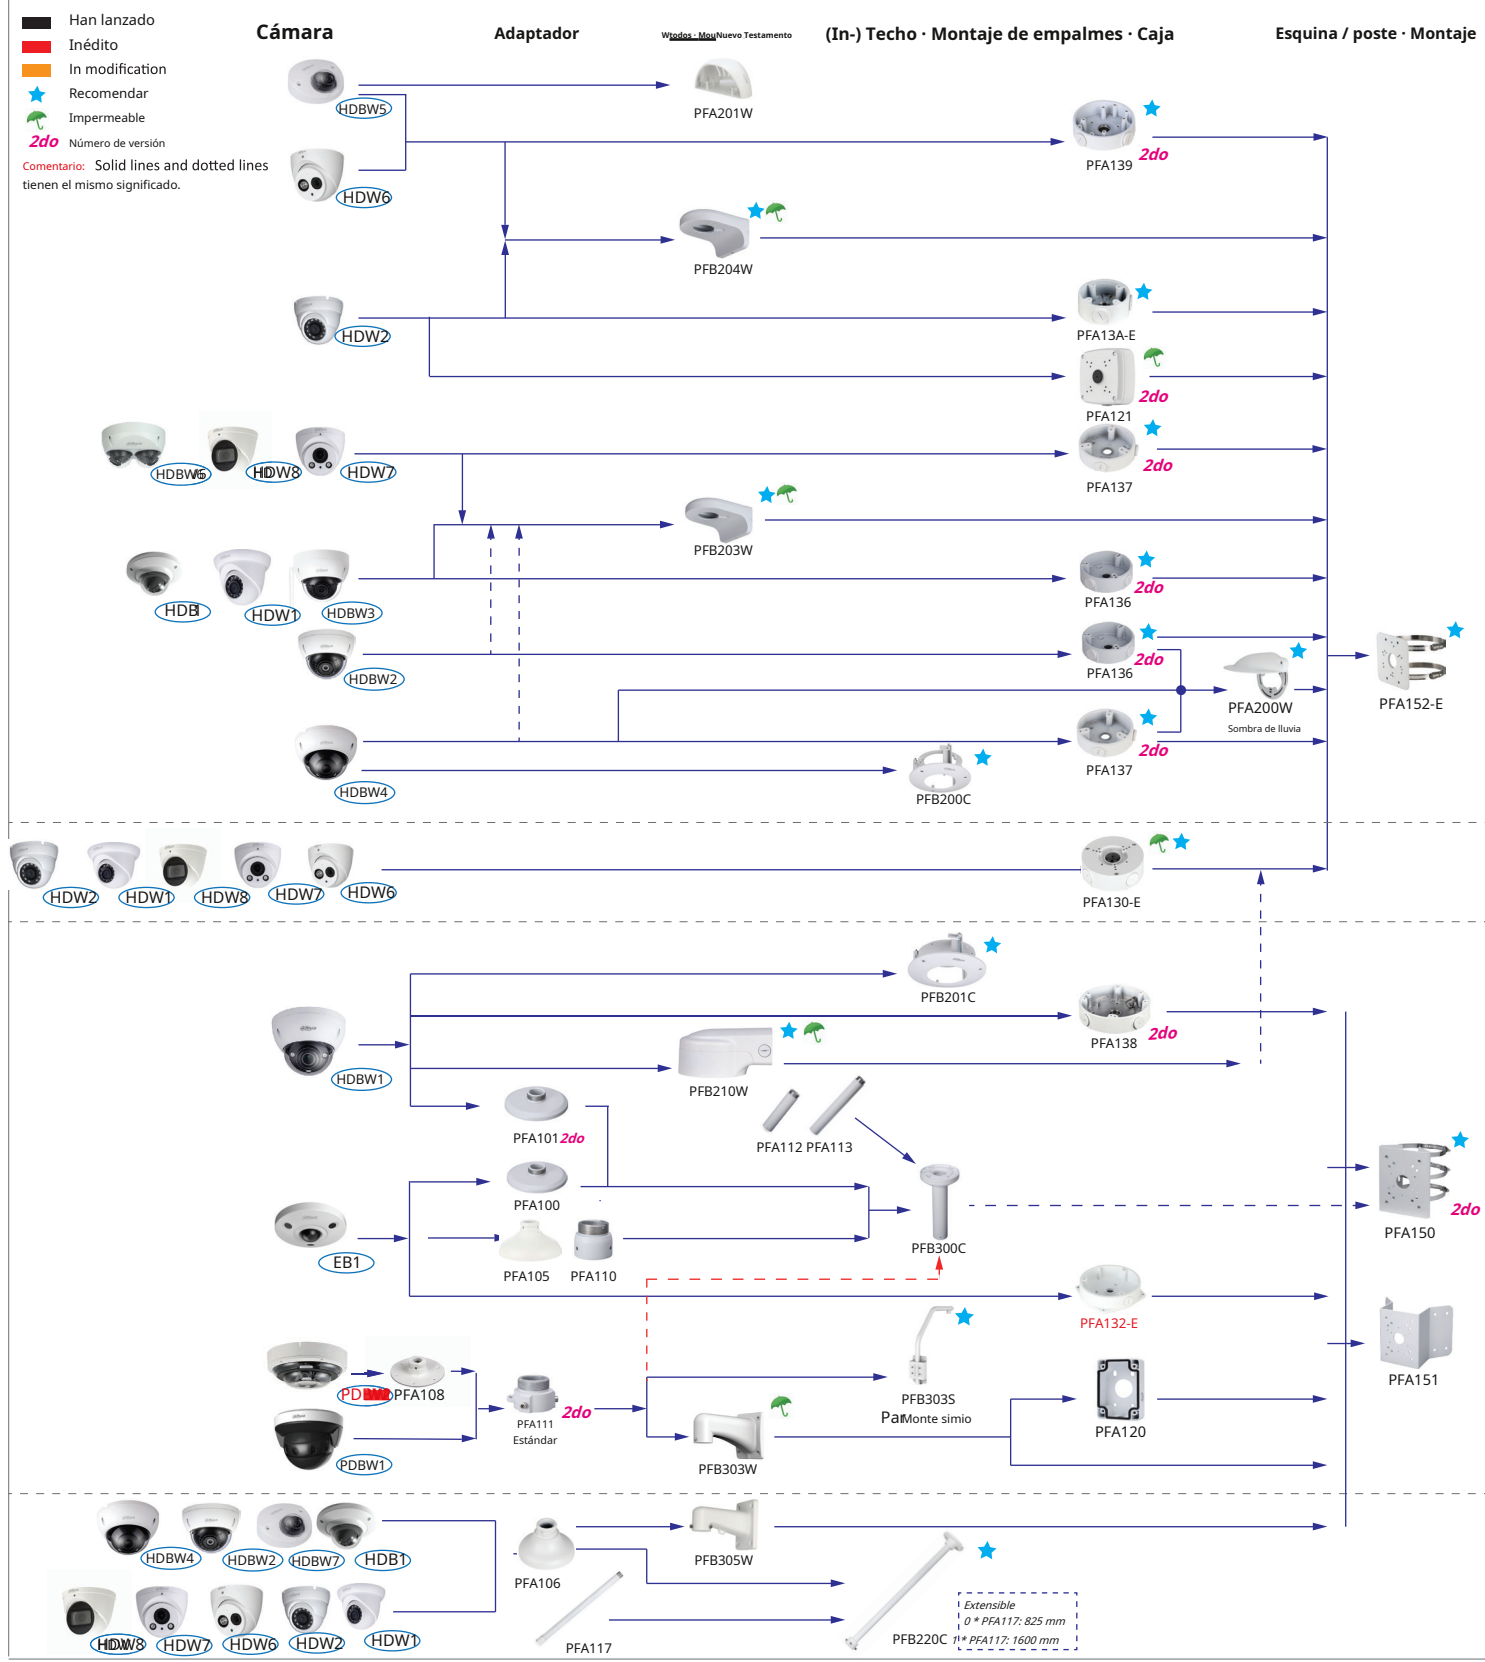 Han lanzado
Inédito
In modification
Recomendar
Impermeable
2do Número de versión
Comentario: Solid lines and dotted lines
tienen el mismo significado.
Cámara
Adaptador
Wtodos · MouNuevo Testamento
(In-) Techo · Montaje de empalmes · Caja
Esquina / poste · Montaje
HDBW5
PFA201W
PFA139
2do
HDW6
PFB204W
HDW2
PFA13A-E
2do
PFA121
HDW8
HDW7
2do
PFA137
PFB203W
HDW1
HDBW3
PFA136
2do
HDBW2
PFA136
2do
PFA200W
Sombra de lluvia
PFA152-E
HDBW4
PFA137
2do
PFB200C
HDW2
HDW1
HDW8
HDW7
HDW6
PFA130-E
PFB201C
HDBW1
PFA138
2do
PFB210W
PFA101 2do
PFA112 PFA113
PFA100
EB1
PFA105
PFA110
PFB300C
PFA150
2do
PFA132-E
PFA108
PFA111
Estándar
2do
PFB303S
Monte simio
PFA151
PDBW1
PFB303W
PFA120
HDBW4
HDBW2
HDBW7
HDB1
PFA106
PFB305W
HDW7
HDW6
HDW2
HDW1
PFA117
PFB220C
Extensible
0 * PFA117: 825 mm
1 * PFA117: 1600 mm